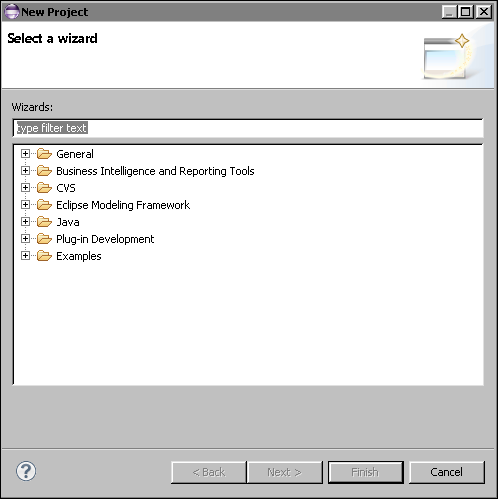 New Project
Select a wizard
Wizards:
type filter text
General
Business Intelligence and Reporting Tools
CVS
Eclipse Modeling Framework
Java
Plug-in Development
Examples
? < Back Next > Finish Cancel